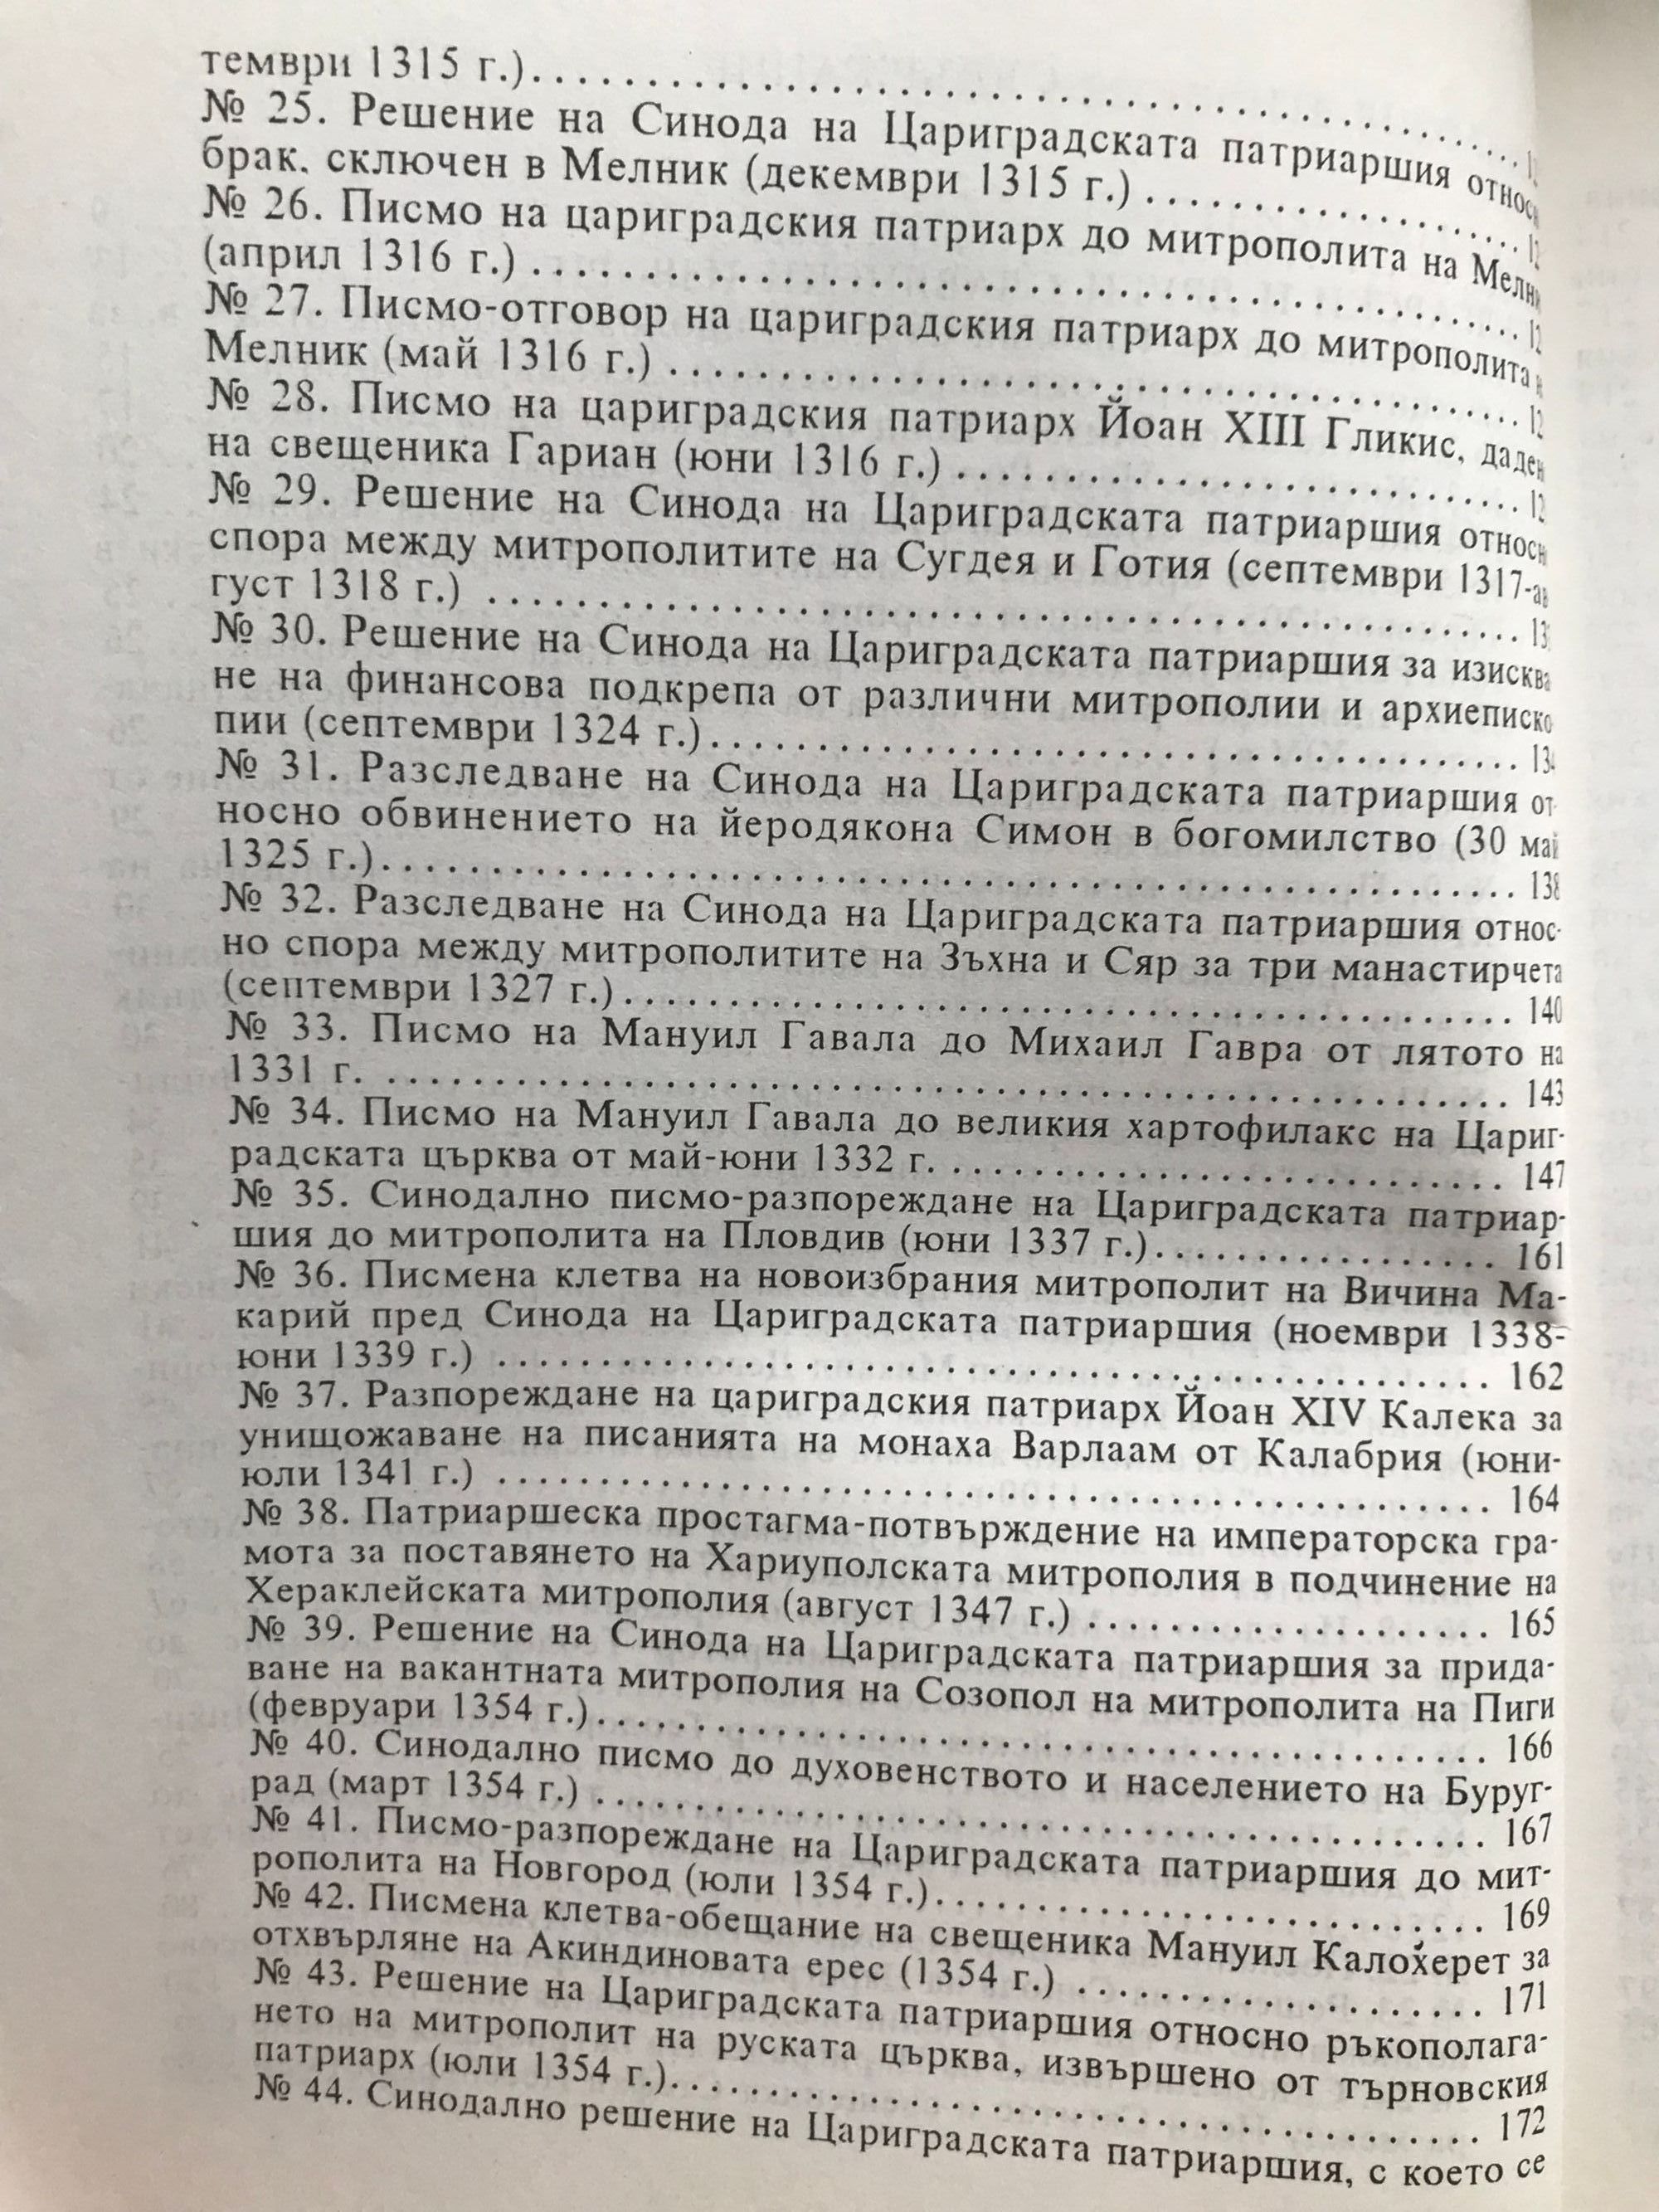 тември 1315 г.)............................................
№ 25. Решение на Синода на Цариградската патриаршия
брак, сключен в Мелник (декември 1315 г.) ....................
№ 26. Писмо на цариградския патриарх до митрополита на
(април 1316 г.) ............................................
№ 27. Писмо-отговор на цариградския патриарх до митрополита
Мелник (май 1316 г.) ........................................
№ 28. Писмо на цариградския патриарх Йоан XIII Гликис,
на свещеника Гариан (юни 1316 г.) ............................
№ 29. Решение на Синода на Цариградската патриаршия
спора между митрополитите на Сугдея и Готия (септември 1317-ав
густ 1318 г.) ............................................
№ 30. Решение на Синода на Цариградската патриаршия за изисква
не на финансова подкрепа от различни митрополии и архиеписко
пии (септември 1324 г.)........................................ 134
№ 31. Разследване на Синода на Цариградската патриаршия от
носно обвинението на йеродякона Симон в богомилство (30 май
1325 г.)............................................ 138
№ 32. Разследване на Синода на Цариградската патриаршия относ-
но спора между митрополитите на Зъхна и Сяр за три манастирчета
(септември 1327 г.)........................................ 140
№ 33. Писмо на Мануил Гавала до Михаил Гавра от лятото на
1331 г. ............................................ 143
№ 34. Писмо на Мануил Гавала до великия хартофилакс на Цариг-
радската църква от май-юни 1332 г. ............................ 147
№ 35. Синодално писмо-разпореждане на Цариградската патриар-
шия до митрополита на Пловдив (юни 1337 г.)................. 161
№ 36. Писмена клетва на новоизбрания митрополит на Вичина Ма-
карий пред Синода на Цариградската патриаршия (ноември 1338-
юни 1339 г.) ............................................ 162
№ 37. Разпореждане на цариградския патриарх Йоан XIV Калека за
унищожаване на писанията на монаха Варлаам от Калабрия (юни-
юли 1341 г.) ............................................ 164
№ 38. Патриаршеска простагма-потвърждение на императорска гра-
мота за поставянето на Хариуполската митрополия в подчинение на
Хераклейската митрополия (август 1347 г.) ..................... 165
№ 39. Решение на Синода на Цариградската патриаршия за прида-
ване на вакантната митрополия на Созопол на митрополита на Пиги
(февруари 1354 г.)........................................ 166
№ 40. Синодално писмо до духовенството и населението на Буруг-
рад (март 1354 г.) ........................................ 167
№ 41. Писмо-разпореждане на Цариградската патриаршия до мит-
рополита на Новгород (юли 1354 г.)........................... 169
№ 42. Писмена клетва-обещание на свещеника Мануил Калохерет за
отхвърляне на Акиндиновата ерес (1354 г.) .................... 171
№ 43. Решение на Цариградската патриаршия относно ръкополага-
нето на митрополит на руската църква, извършено от търновския
патриарх (юли 1354 г.)........................................ 172
№ 44. Синодално решение на Цариградската патриаршия, с което се